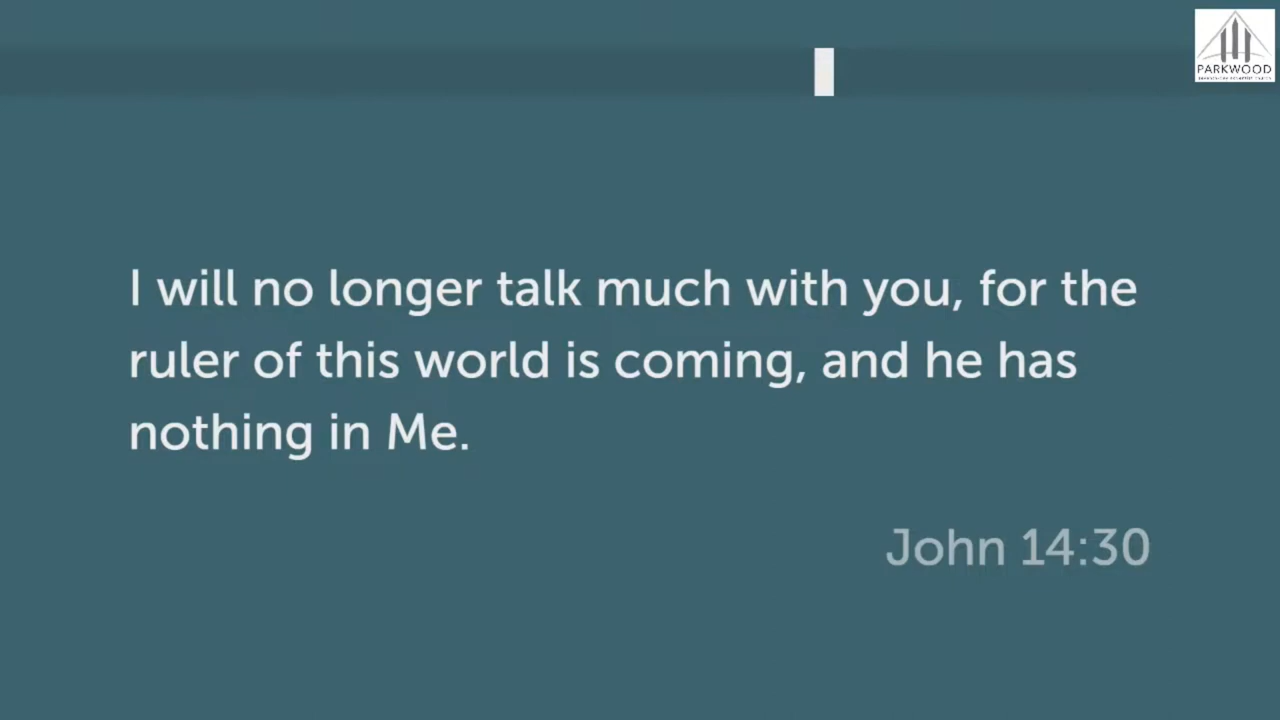 PARKWOOD
I will no longer talk much with you, for the
ruler of this world is coming, and he has
nothing in Me.
John 14:30